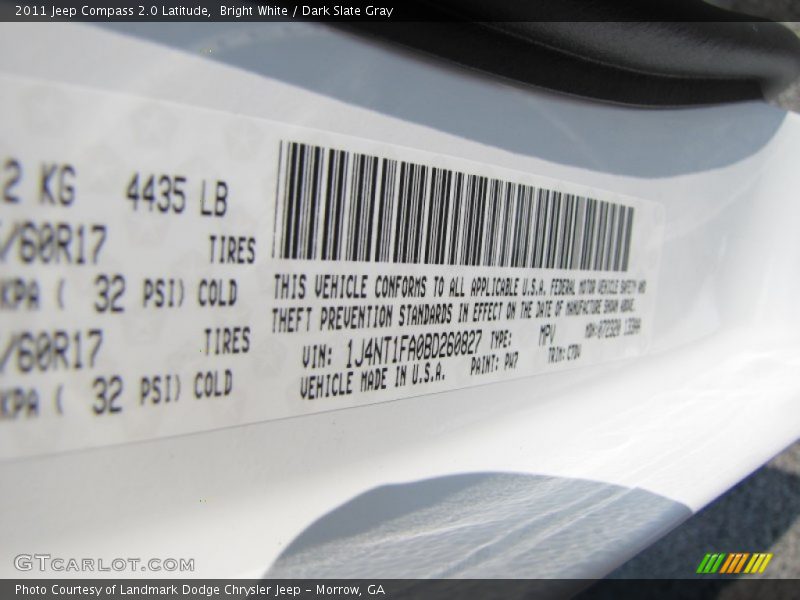 2011 Jeep Compass 2.0 Latitude, Bright White / Dark Slate Gray
2 KG 4435 LB
/60R17 TIRES
KPA ( 32 PSI) COLD
/60R17 TIRES
KPA ( 32 PSI) COLD
THIS VEHICLE CONFORMS TO ALL APPLICABLE U.S.A. FEDERAL MOTOR VEHICLE SAFETY AND
THEFT PREVENTION STANDARDS IN EFFECT ON THE DATE OF MANUFACTURE SHOWN ABOVE.
VIN: 1J4NT1FA0BD260827 TYPE: MPV MDH:
VEHICLE MADE IN U.S.A. PAINT: PW7 TRIM:
GTCARLOT.COM
Photo Courtesy of Landmark Dodge Chrysler Jeep – Morrow, GA